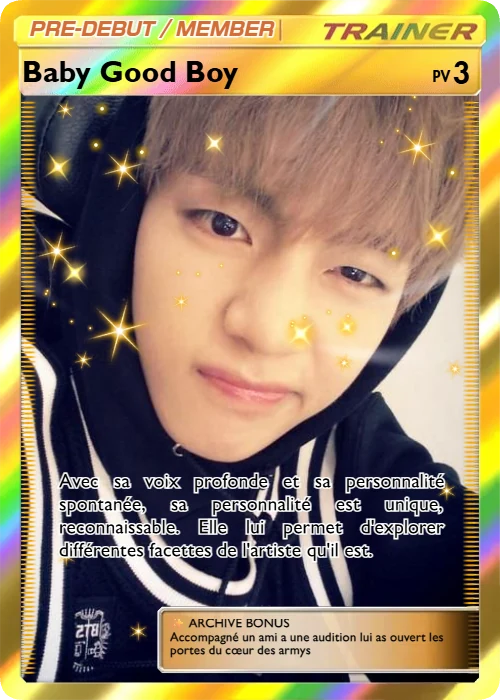 PRE-DEBUT / MEMBER
TRAINER
Baby Good Boy
PV 3
Avec sa voix profonde et sa personnalité
spontanée, sa personnalité est unique,
reconnaissable. Elle lui permet d'explorer
différentes facettes de l'artiste qu'il est.
ARCHIVE BONUS
Accompagné un ami a une audition lui as ouvert les
portes du cœur des armys